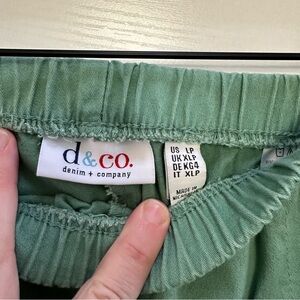 d&co.
denim + company
US LP
UK XLP
DE KG4
IT XLP
MADE IN